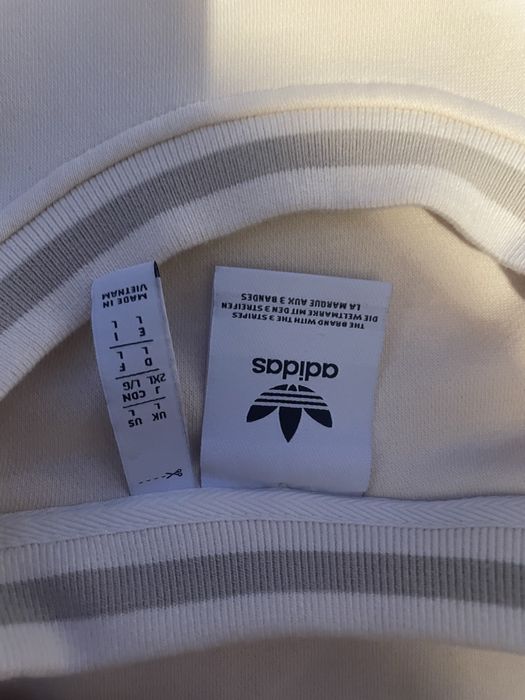 UK US
L L
J CDN
2XL L/G
D F
L L
E I
L L
MADE IN
VIETNAM
adidas
THE BRAND WITH THE 3 STRIPES
DIE WELTMARKE MIT DEN 3 STREIFEN
LA MARQUE AUX 3 BANDES